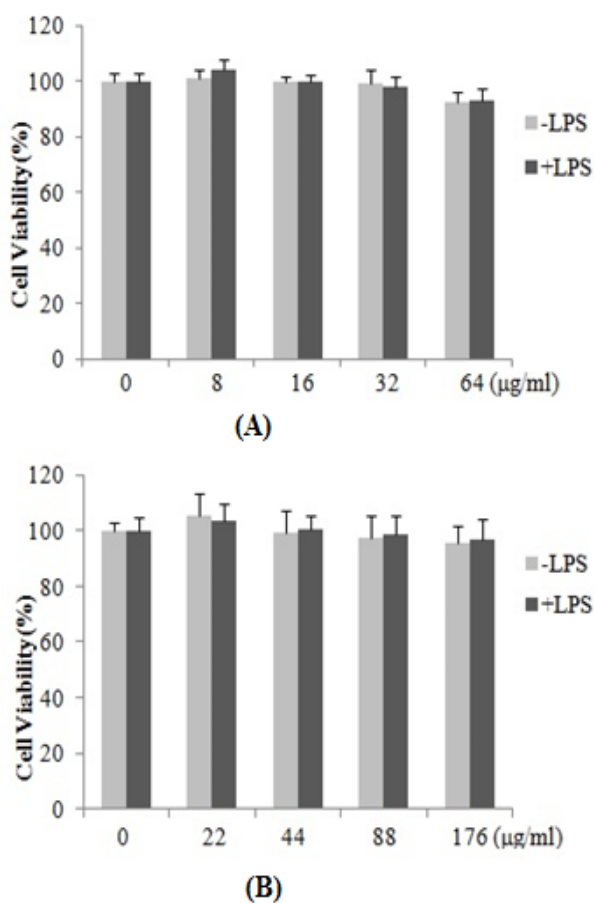 120
100
80
60
40
20
0
Cell Viability(%)
-LPS
+LPS
0 8 16 32 64 (μg/ml)
(A)
120
100
80
60
40
20
0
Cell Viability(%)
-LPS
+LPS
0 22 44 88 176 (μg/ml)
(B)